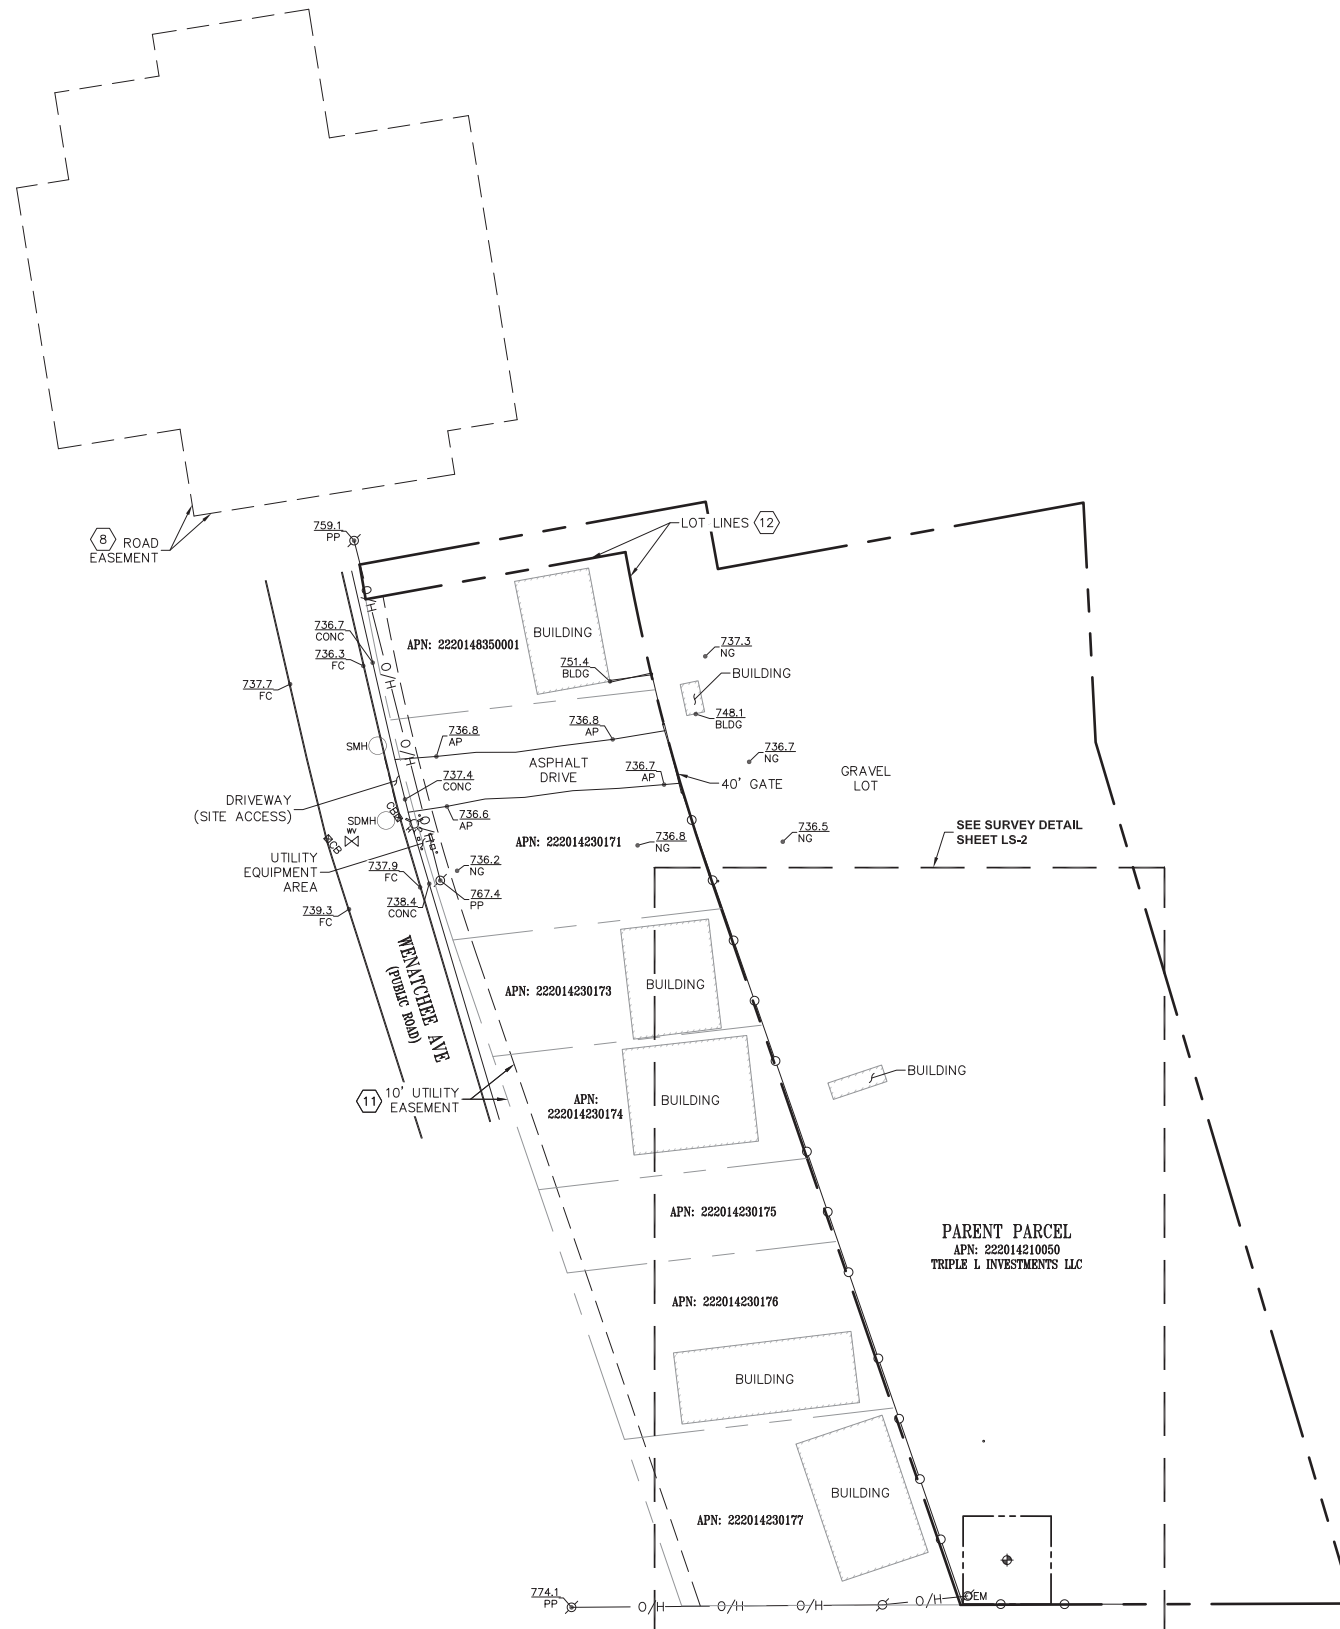 8 ROAD
EASEMENT
759.1
PP
LOT LINES 12
O/H
736.7
CONC
736.3
FC
737.7
FC
APN: 2220148350001
BUILDING
751.4
BLDG
737.3
NG
BUILDING
748.1
BLDG
O/H
SMH
O/H
736.8
AP
736.8
AP
736.7
NG
ASPHALT
DRIVE
736.7
AP
40' GATE
GRAVEL
LOT
737.4
CONC
DRIVEWAY
(SITE ACCESS)
CB
SDMH
736.6
AP
O/H
WV
CB
APN: 222014230171
736.8
NG
736.5
NG
SEE SURVEY DETAIL
SHEET LS-2
UTILITY
EQUIPMENT
AREA
737.9
FC
736.2
NG
767.4
PP
738.4
CONC
739.3
FC
WENATCHEE AVE
(PUBLIC ROAD)
APN: 222014230173
BUILDING
11 10' UTILITY
EASEMENT
APN:
222014230174
BUILDING
BUILDING
APN: 222014230175
PARENT PARCEL
APN: 222014210050
TRIPLE L INVESTMENTS LLC
APN: 222014230176
BUILDING
BUILDING
APN: 222014230177
774.1
PP
O/H
O/H
O/H
O/H
EM